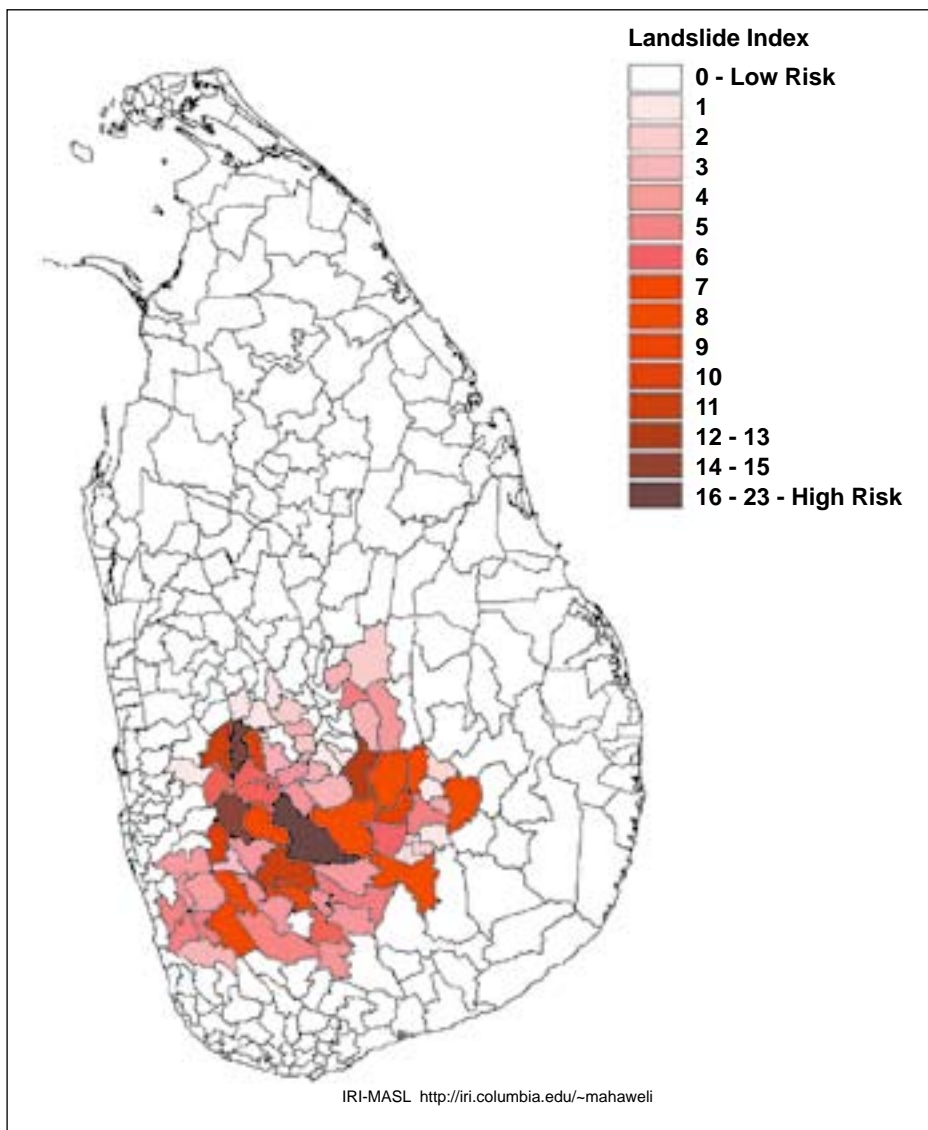 Landslide Index
0 - Low Risk
1
2
3
4
5
6
7
8
9
10
11
12 - 13
14 - 15
16 - 23 - High Risk
IRI-MASL http://iri.columbia.edu/~mahaweli